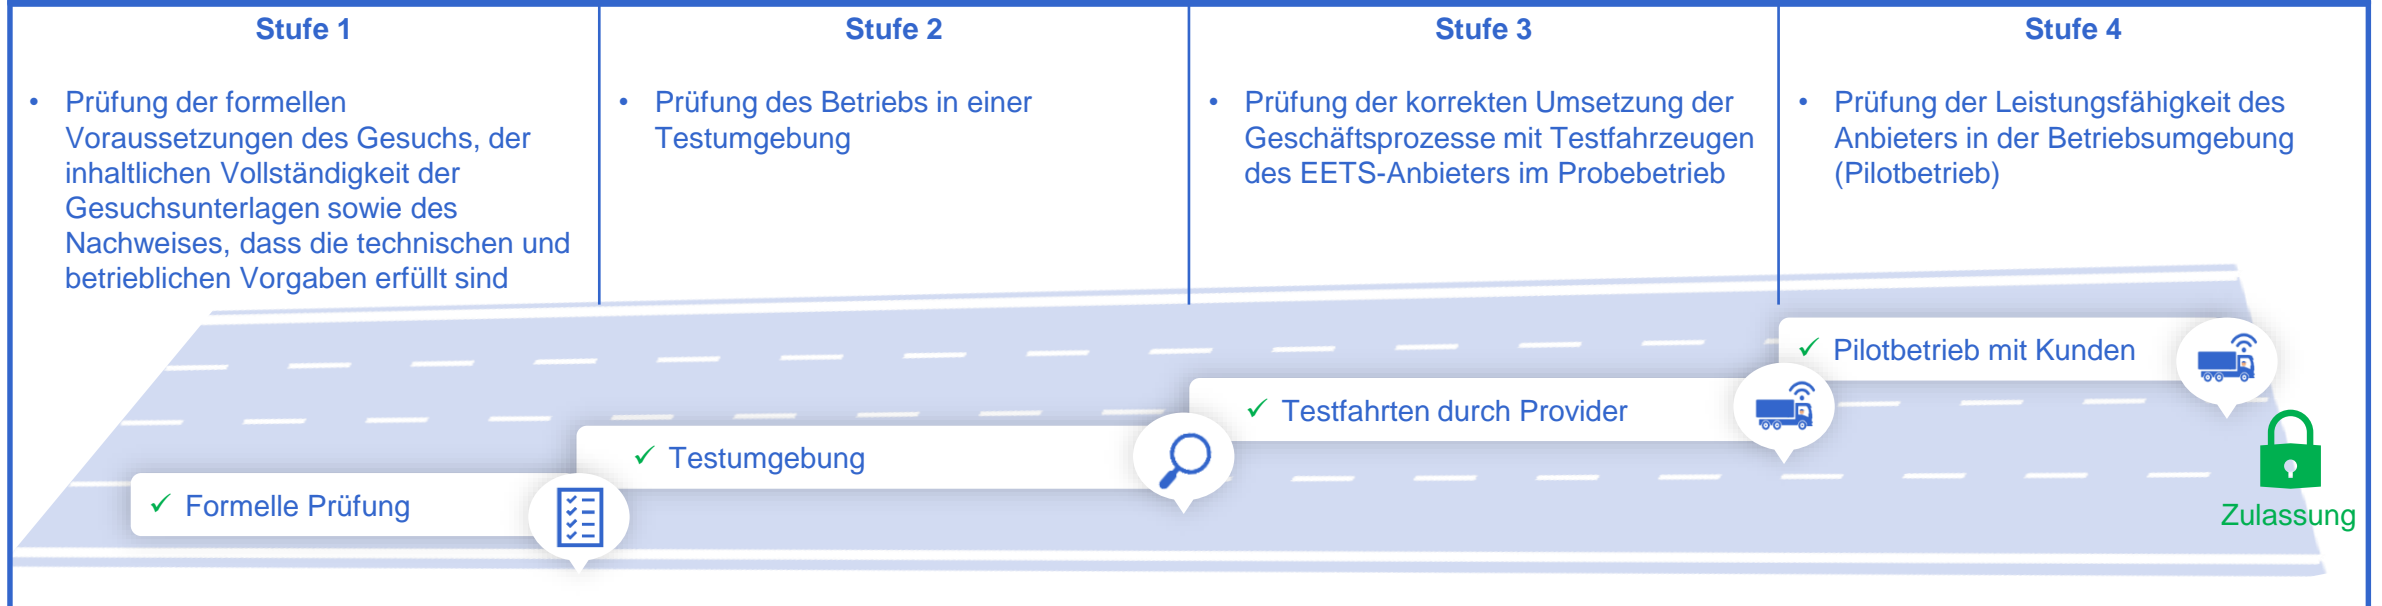 Stufe 1
• Prüfung der formellen
Voraussetzungen des Gesuchs, der
inhaltlichen Vollständigkeit der
Gesuchsunterlagen sowie des
Nachweises, dass die technischen und
betrieblichen Vorgaben erfüllt sind
Stufe 2
• Prüfung des Betriebs in einer
Testumgebung
Stufe 3
• Prüfung der korrekten Umsetzung der
Geschäftsprozesse mit Testfahrzeugen
des EETS-Anbieters im Probebetrieb
Stufe 4
• Prüfung der Leistungsfähigkeit des
Anbieters in der Betriebsumgebung
(Pilotbetrieb)
✓ Formelle Prüfung
✓ Testumgebung
✓ Testfahrten durch Provider
✓ Pilotbetrieb mit Kunden
Zulassung